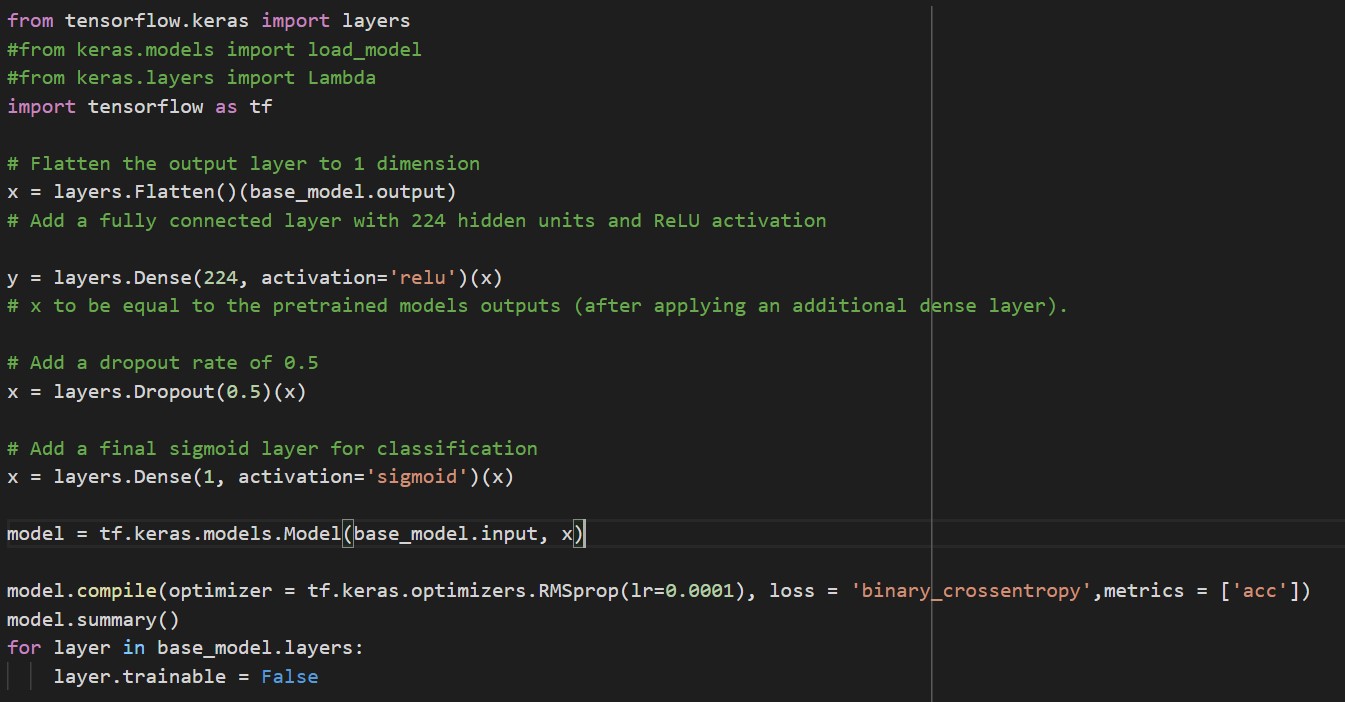 from tensorflow.keras import layers
#from keras.models import load_model
#from keras.layers import Lambda
import tensorflow as tf
# Flatten the output layer to 1 dimension
x = layers.Flatten()(base_model.output)
# Add a fully connected layer with 224 hidden units and ReLU activation
y = layers.Dense(224, activation='relu')(x)
# x to be equal to the pretrained models outputs (after applying an additional dense layer).
# Add a dropout rate of 0.5
x = layers.Dropout(0.5)(x)
# Add a final sigmoid layer for classification
x = layers.Dense(1, activation='sigmoid')(x)
model = tf.keras.models.Model(base_model.input, x)
model.compile(optimizer = tf.keras.optimizers.RMSprop(lr=0.0001), loss = 'binary_crossentropy',metrics = ['acc'])
model.summary()
for layer in base_model.layers:
    layer.trainable = False